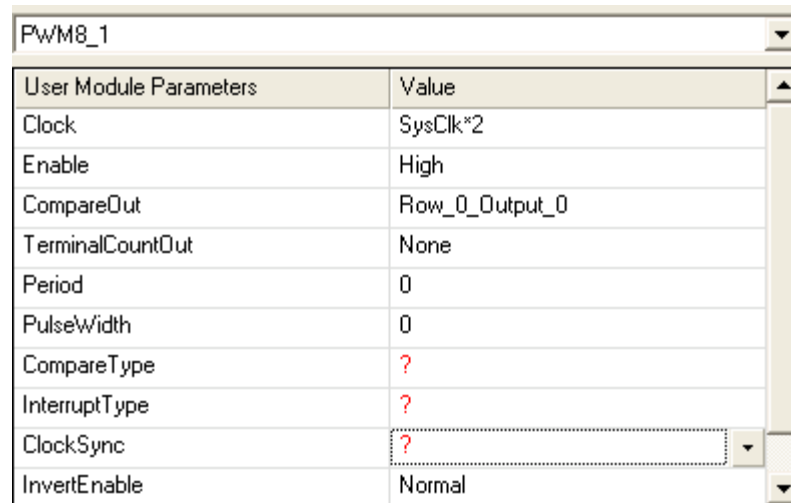 PWM8_1
User Module Parameters Value
Clock SysClk*2
Enable High
CompareOut Row_0_Output_0
TerminalCountOut None
Period 0
PulseWidth 0
CompareType ?
InterruptType ?
ClockSync ?
InvertEnable Normal